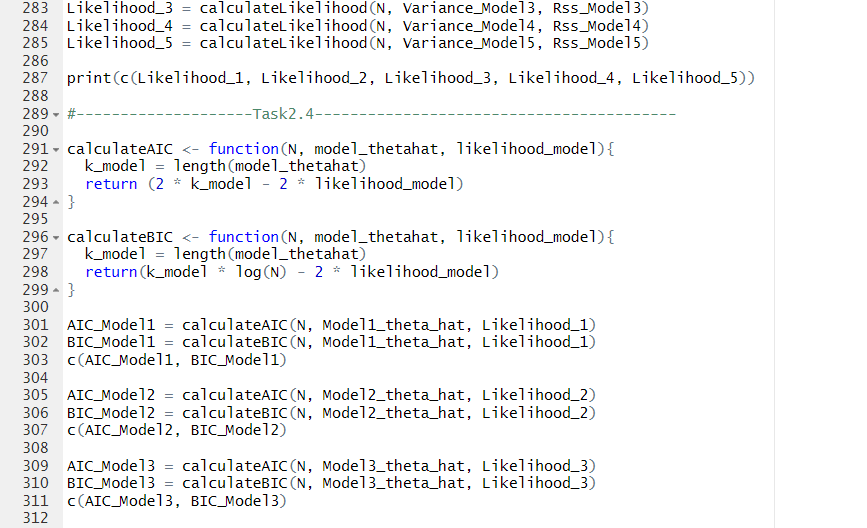 283 Likelihood_3 = calculateLikelihood(N, Variance_Model3, Rss_Model3)
284 Likelihood_4 = calculateLikelihood(N, Variance_Model4, Rss_Model4)
285 Likelihood_5 = calculateLikelihood(N, Variance_Model5, Rss_Model5)
286
287 print(c(Likelihood_1, Likelihood_2, Likelihood_3, Likelihood_4, Likelihood_5))
288
289 #--------------------Task2.4-----------------------------------------
290
291 calculateAIC <- function(N, model_thetahat, likelihood_model){
292   k_model = length(model_thetahat)
293   return (2 * k_model - 2 * likelihood_model)
294 }
295
296 calculateBIC <- function(N, model_thetahat, likelihood_model){
297   k_model = length(model_thetahat)
298   return(k_model * log(N) - 2 * likelihood_model)
299 }
300
301 AIC_Model1 = calculateAIC(N, Model1_theta_hat, Likelihood_1)
302 BIC_Model1 = calculateBIC(N, Model1_theta_hat, Likelihood_1)
303 c(AIC_Model1, BIC_Model1)
304
305 AIC_Model2 = calculateAIC(N, Model2_theta_hat, Likelihood_2)
306 BIC_Model2 = calculateBIC(N, Model2_theta_hat, Likelihood_2)
307 c(AIC_Model2, BIC_Model2)
308
309 AIC_Model3 = calculateAIC(N, Model3_theta_hat, Likelihood_3)
310 BIC_Model3 = calculateBIC(N, Model3_theta_hat, Likelihood_3)
311 c(AIC_Model3, BIC_Model3)
312